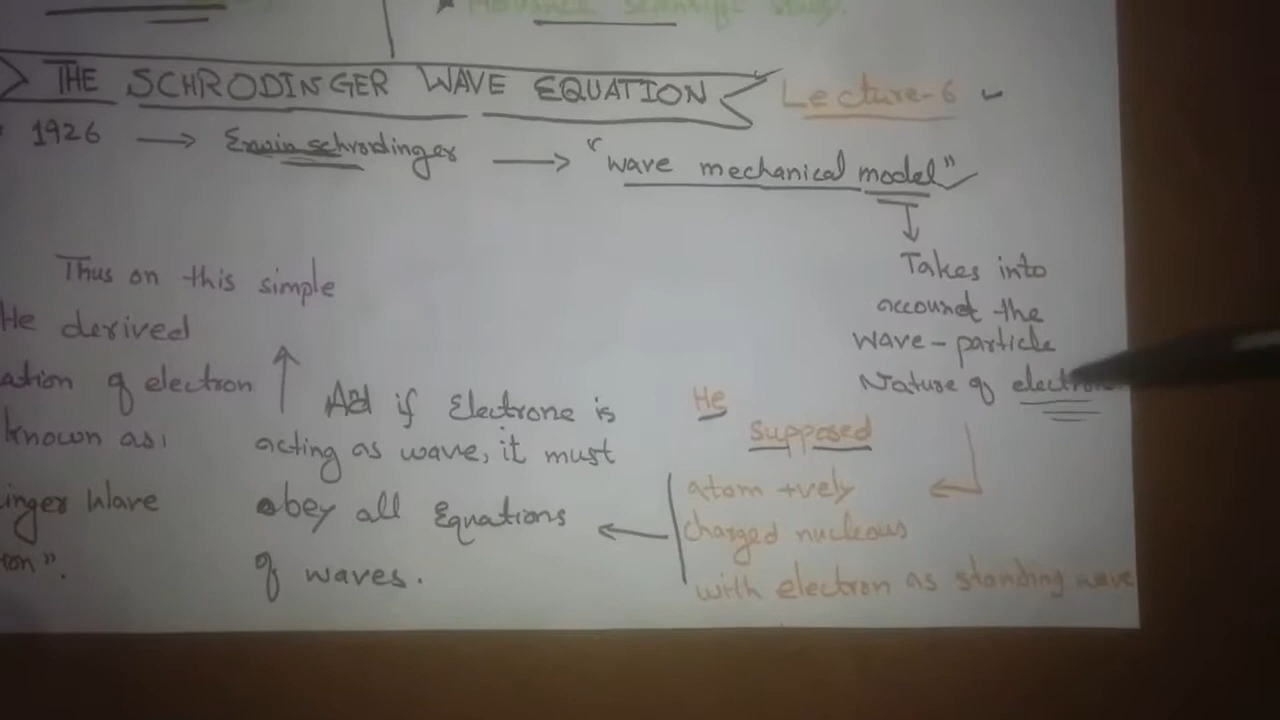 THE SCHRODINGER WAVE EQUATION
Lecture-6
1926 → Erwin schrodinger → "wave mechanical model"
Takes into
account the
wave-particle
Nature of electron
He
supposed
atom +vely
charged nucleous
with electron as standing wave
And if Electrone is
acting as wave, it must
obey all Equations
of waves.
Thus on this simple
He derived
ation of electron
known as:
inger Wave
tion".